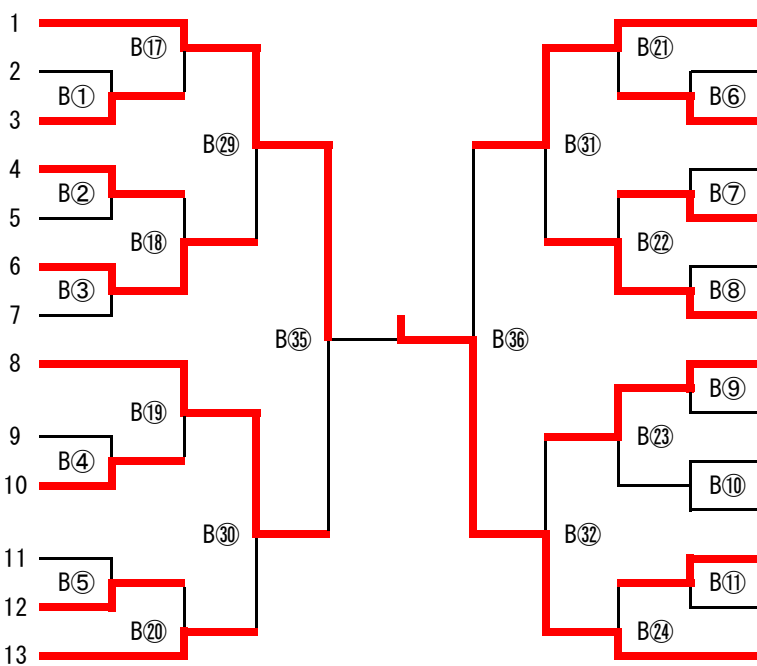 1
B⑰ B㉑
2
B① B⑥
3
B㉙ B㉛
4
B② B⑦
5
B⑱ B㉒
6
B③ B⑧
7
B㉟ B㊱
8
B⑨
B⑲ B㉓
9
B④ B⑩
10
B㉚ B㉜
11
B⑤ B⑪
12
B⑳ B㉔
13